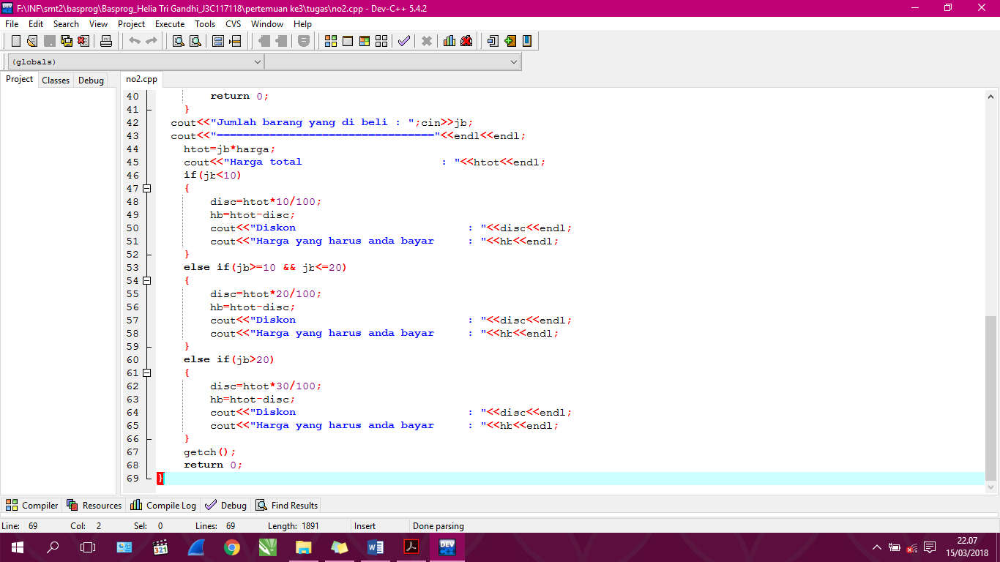 F:\INF\smt2\basprog\Basprog_Helia Tri Gandhi_J3C117118\pertemuan ke3\tugas\no2.cpp - Dev-C++ 5.4.2
File Edit Search View Project Execute Tools CVS Window Help
(globals)
Project Classes Debug no2.cpp
40 return 0;
41 }
42 cout<<"Jumlah barang yang di beli : ";cin>>jb;
43 cout<<"================================="<<endl<<endl;
44 htot=jb*harga;
45 cout<<"Harga total : "<<htot<<endl;
46 if(jb<10)
47 {
48 disc=htot*10/100;
49 hb=htot-disc;
50 cout<<"Diskon : "<<disc<<endl;
51 cout<<"Harga yang harus anda bayar : "<<hb<<endl;
52 }
53 else if(jb>=10 && jb<=20)
54 {
55 disc=htot*20/100;
56 hb=htot-disc;
57 cout<<"Diskon : "<<disc<<endl;
58 cout<<"Harga yang harus anda bayar : "<<hb<<endl;
59 }
60 else if(jb>20)
61 {
62 disc=htot*30/100;
63 hb=htot-disc;
64 cout<<"Diskon : "<<disc<<endl;
65 cout<<"Harga yang harus anda bayar : "<<hb<<endl;
66 }
67 getch();
68 return 0;
69 }
Compiler Resources Compile Log Debug Find Results
Line: 69 Col: 2 Sel: 0 Lines: 69 Length: 1891 Insert Done parsing
22.07
15/03/2018